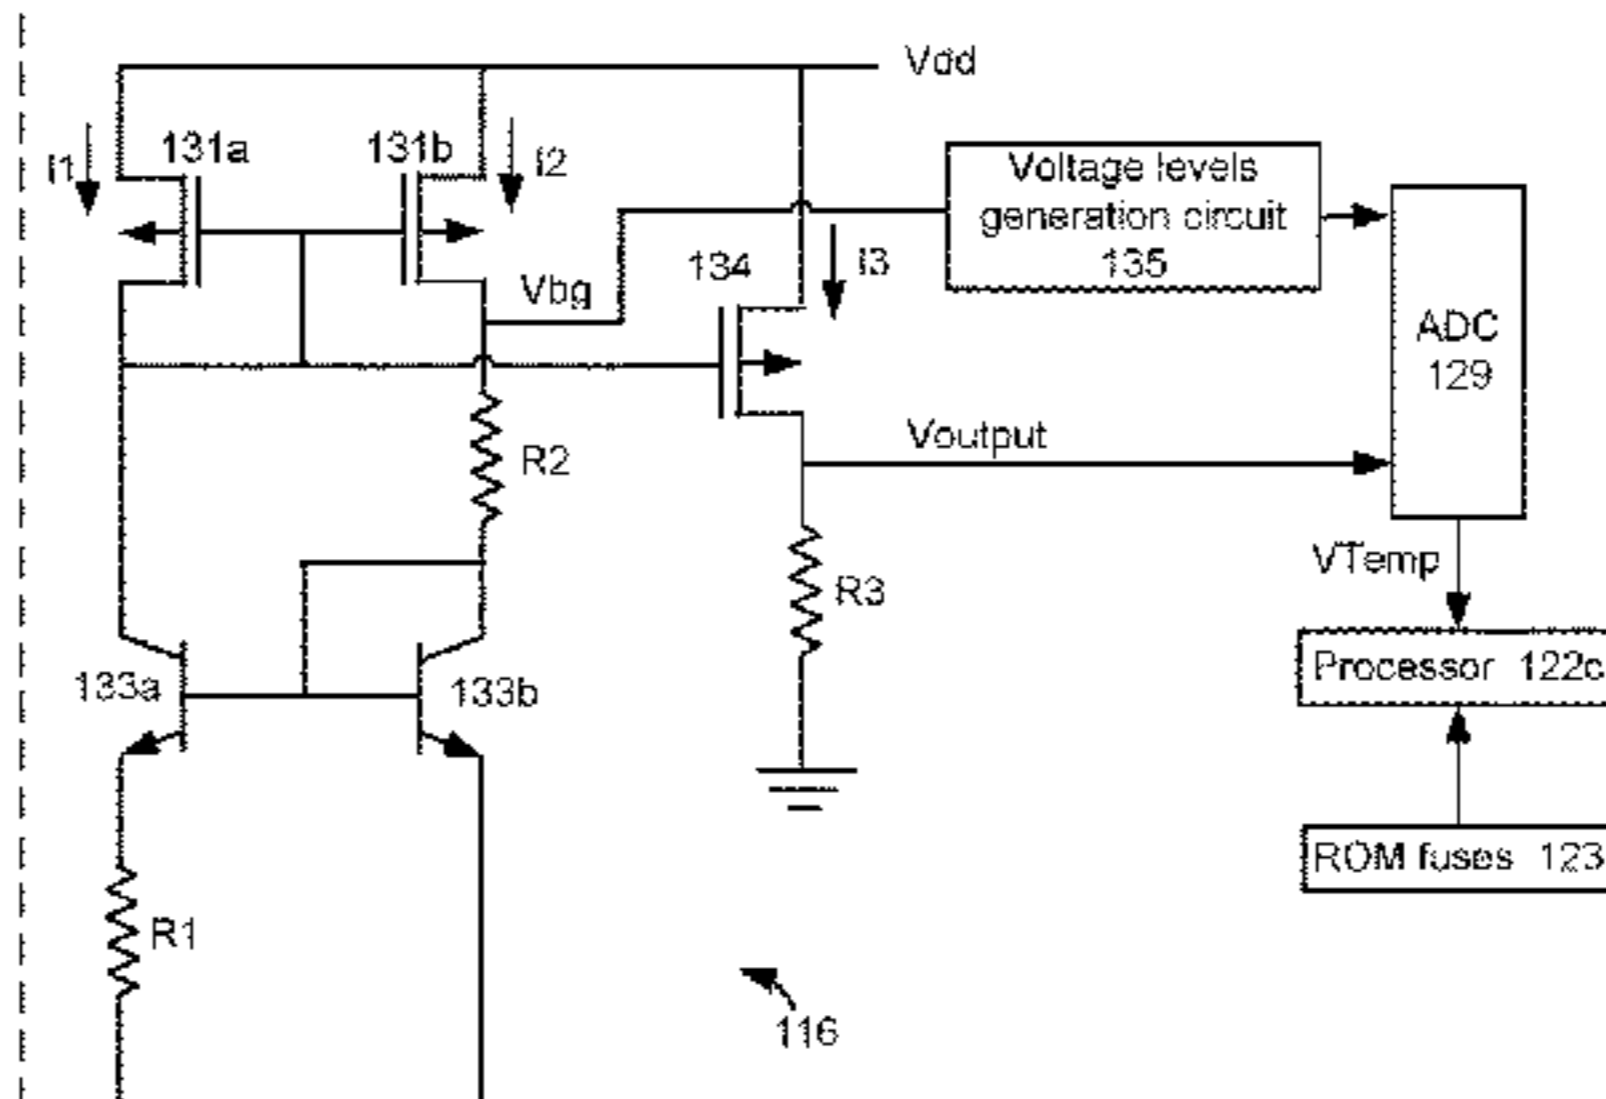 Vdd
i1
131a
131b
i2
Voltage levels
generation circuit
135
134
i3
Vbg
ADC
129
Voutput
R2
VTemp
R3
Processor 122c
133a
133b
ROM fuses 123
R1
116